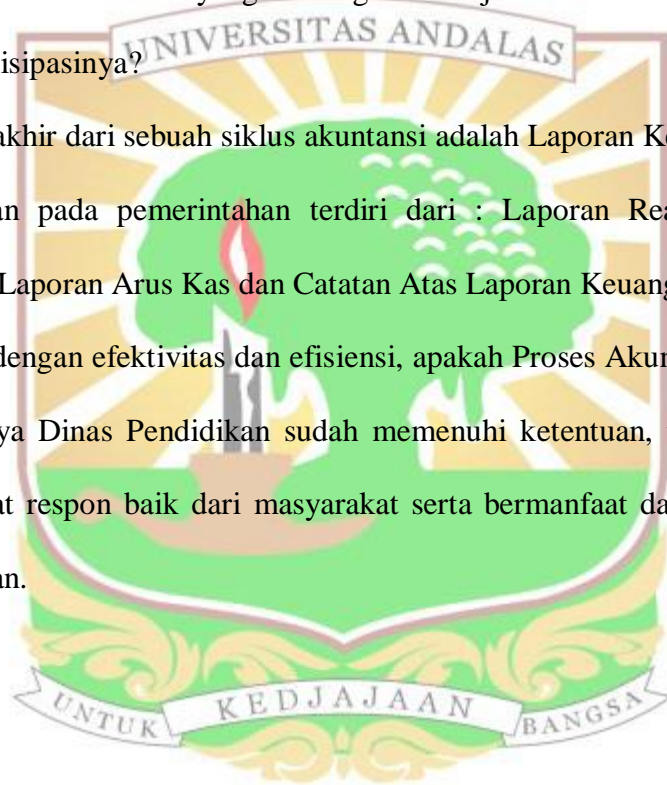 UNIVERSITAS ANDALAS
isipasinya?
akhir dari sebuah siklus akuntansi adalah Laporan Ke
an pada pemerintahan terdiri dari : Laporan Rea
Laporan Arus Kas dan Catatan Atas Laporan Keuang
dengan efektivitas dan efisiensi, apakah Proses Akun
ya Dinas Pendidikan sudah memenuhi ketentuan,
at respon baik dari masyarakat serta bermanfaat da
an.
UNTUK KEDJAJAAN BANGSA